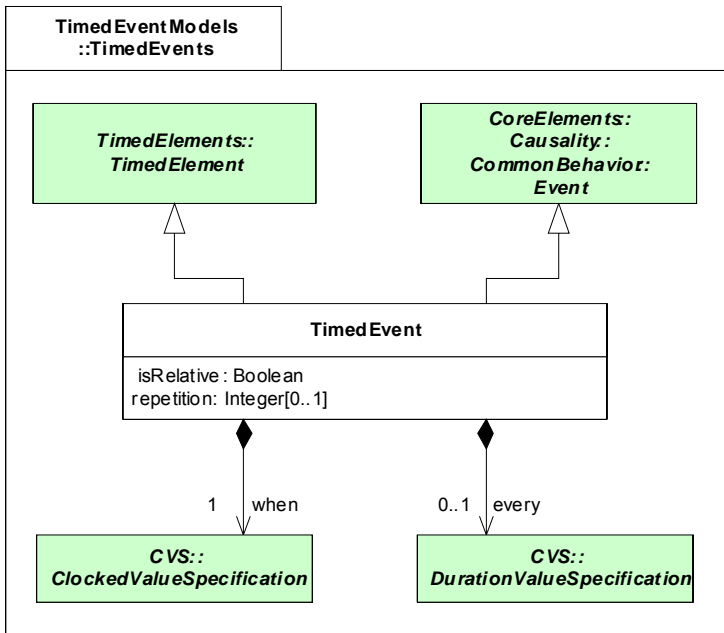 TimedEventModels
::TimedEvents
TimedElements::
TimedElement
CoreElements::
Causality::
CommonBehavior::
Event
TimedEvent
isRelative: Boolean
repetition: Integer[0..1]
1 when
0..1 every
CVS::
ClockedValueSpecification
CVS::
DurationValueSpecification